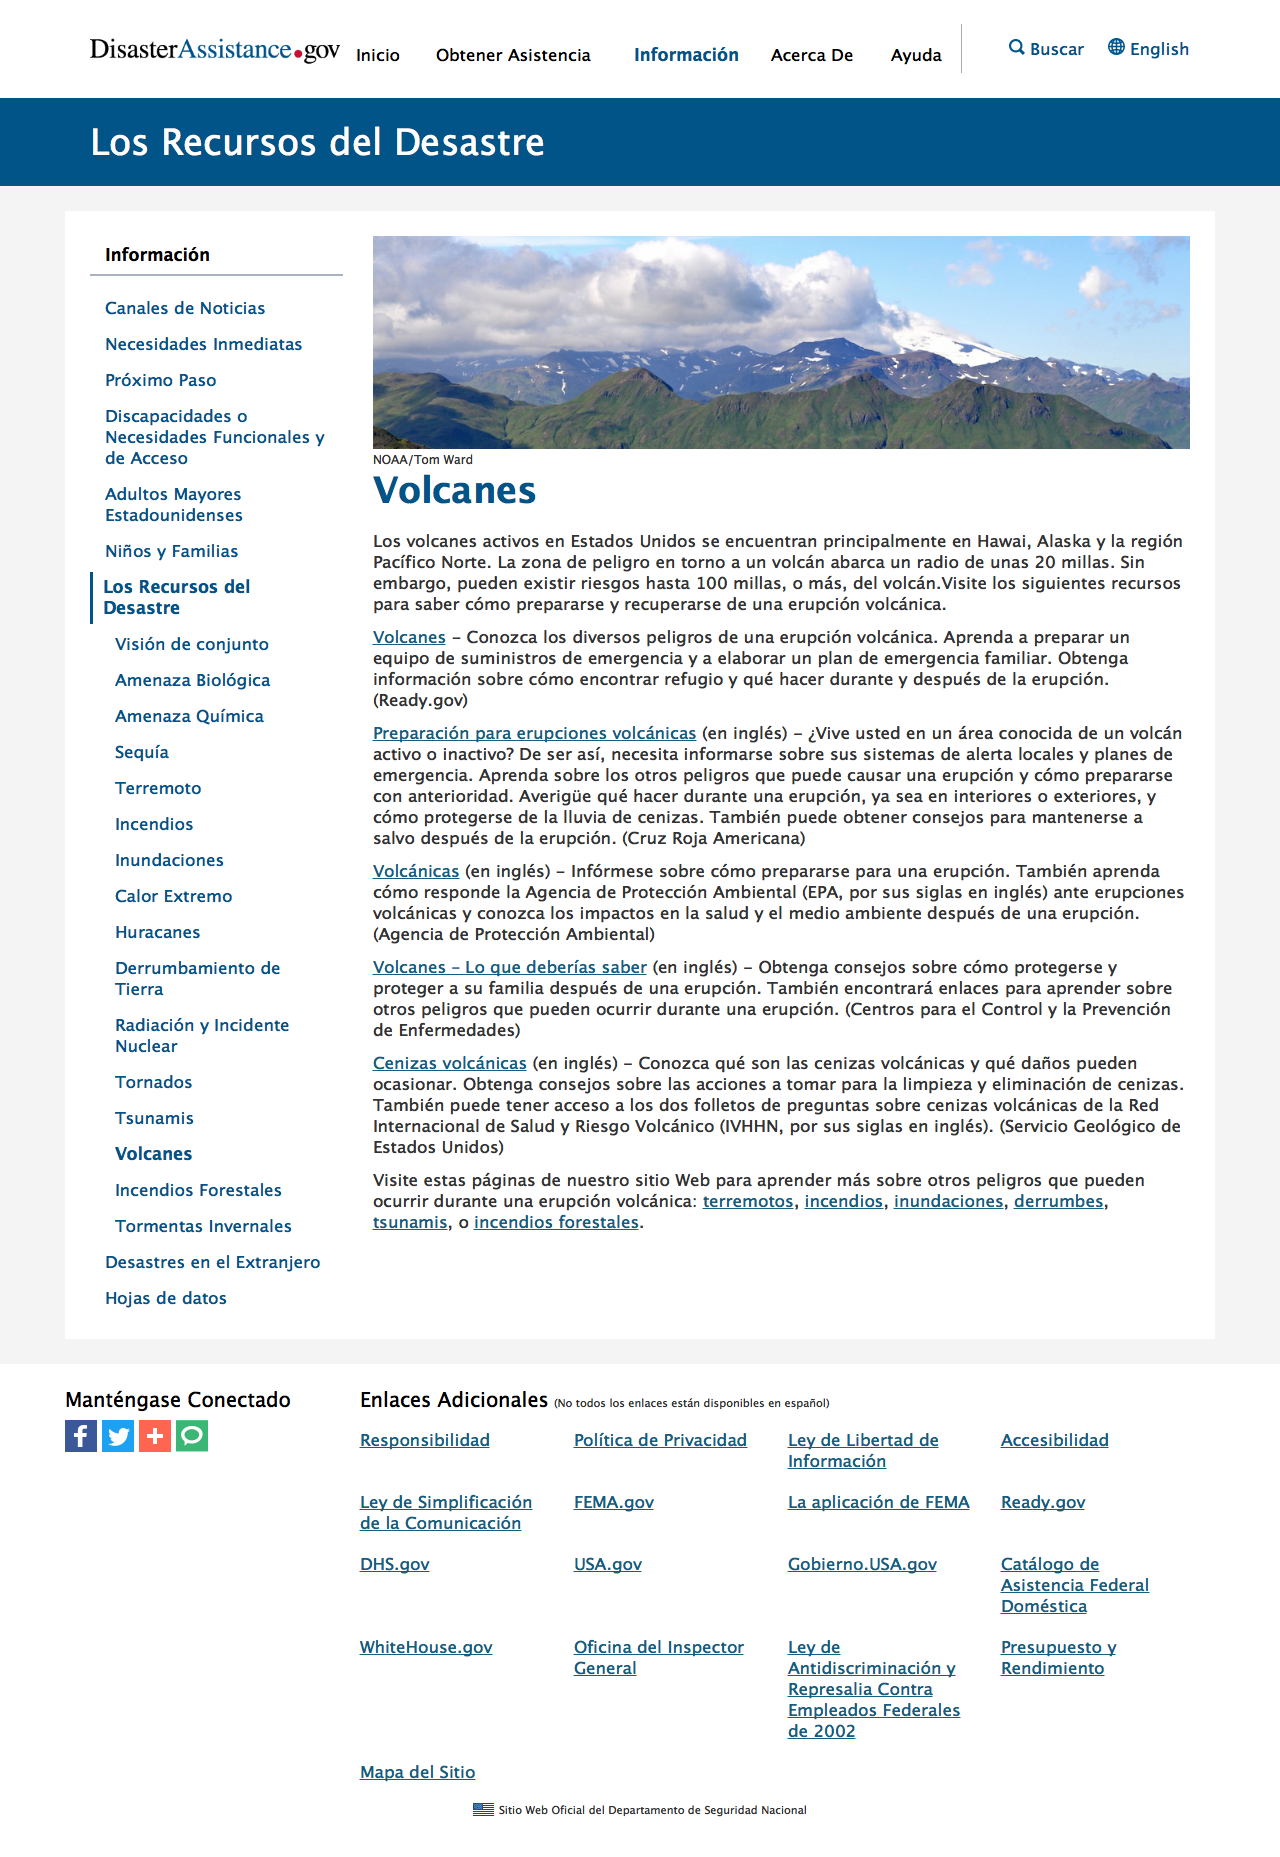 DisasterAssistance.gov
Inicio
Obtener Asistencia
Información
Acerca De
Ayuda
Buscar
English
Los Recursos del Desastre
Información
Canales de Noticias
Necesidades Inmediatas
Próximo Paso
Discapacidades o
Necesidades Funcionales y
de Acceso
Adultos Mayores
Estadounidenses
Niños y Familias
Los Recursos del
Desastre
Visión de conjunto
Amenaza Biológica
Amenaza Química
Sequía
Terremoto
Incendios
Inundaciones
Calor Extremo
Huracanes
Derrumbamiento de
Tierra
Radiación y Incidente
Nuclear
Tornados
Tsunamis
Volcanes
Incendios Forestales
Tormentas Invernales
Desastres en el Extranjero
Hojas de datos
NOAA/Tom Ward
Volcanes
Los volcanes activos en Estados Unidos se encuentran principalmente en Hawai, Alaska y la región
Pacífico Norte. La zona de peligro en torno a un volcán abarca un radio de unas 20 millas. Sin
embargo, pueden existir riesgos hasta 100 millas, o más, del volcán.Visite los siguientes recursos
para saber cómo prepararse y recuperarse de una erupción volcánica.
Volcanes – Conozca los diversos peligros de una erupción volcánica. Aprenda a preparar un
equipo de suministros de emergencia y a elaborar un plan de emergencia familiar. Obtenga
información sobre cómo encontrar refugio y qué hacer durante y después de la erupción.
(Ready.gov)
Preparación para erupciones volcánicas (en inglés) – ¿Vive usted en un área conocida de un volcán
activo o inactivo? De ser así, necesita informarse sobre sus sistemas de alerta locales y planes de
emergencia. Aprenda sobre los otros peligros que puede causar una erupción y cómo prepararse
con anterioridad. Averigüe qué hacer durante una erupción, ya sea en interiores o exteriores, y
cómo protegerse de la lluvia de cenizas. También puede obtener consejos para mantenerse a
salvo después de la erupción. (Cruz Roja Americana)
Volcánicas (en inglés) – Infórmese sobre cómo prepararse para una erupción. También aprenda
cómo responde la Agencia de Protección Ambiental (EPA, por sus siglas en inglés) ante erupciones
volcánicas y conozca los impactos en la salud y el medio ambiente después de una erupción.
(Agencia de Protección Ambiental)
Volcanes – Lo que deberías saber (en inglés) – Obtenga consejos sobre cómo protegerse y
proteger a su familia después de una erupción. También encontrará enlaces para aprender sobre
otros peligros que pueden ocurrir durante una erupción. (Centros para el Control y la Prevención
de Enfermedades)
Cenizas volcánicas (en inglés) – Conozca qué son las cenizas volcánicas y qué daños pueden
ocasionar. Obtenga consejos sobre las acciones a tomar para la limpieza y eliminación de cenizas.
También puede tener acceso a los dos folletos de preguntas sobre cenizas volcánicas de la Red
Internacional de Salud y Riesgo Volcánico (IVHHN, por sus siglas en inglés). (Servicio Geológico de
Estados Unidos)
Visite estas páginas de nuestro sitio Web para aprender más sobre otros peligros que pueden
ocurrir durante una erupción volcánica: terremotos, incendios, inundaciones, derrumbes,
tsunamis, o incendios forestales.
Manténgase Conectado
Enlaces Adicionales (No todos los enlaces están disponibles en español)
Responsibilidad
Política de Privacidad
Ley de Libertad de
Información
Accesibilidad
Ley de Simplificación
de la Comunicación
FEMA.gov
La aplicación de FEMA
Ready.gov
DHS.gov
USA.gov
Gobierno.USA.gov
Catálogo de
Asistencia Federal
Doméstica
WhiteHouse.gov
Oficina del Inspector
General
Ley de
Antidiscriminación y
Represalia Contra
Empleados Federales
de 2002
Presupuesto y
Rendimiento
Mapa del Sitio
Sitio Web Oficial del Departamento de Seguridad Nacional